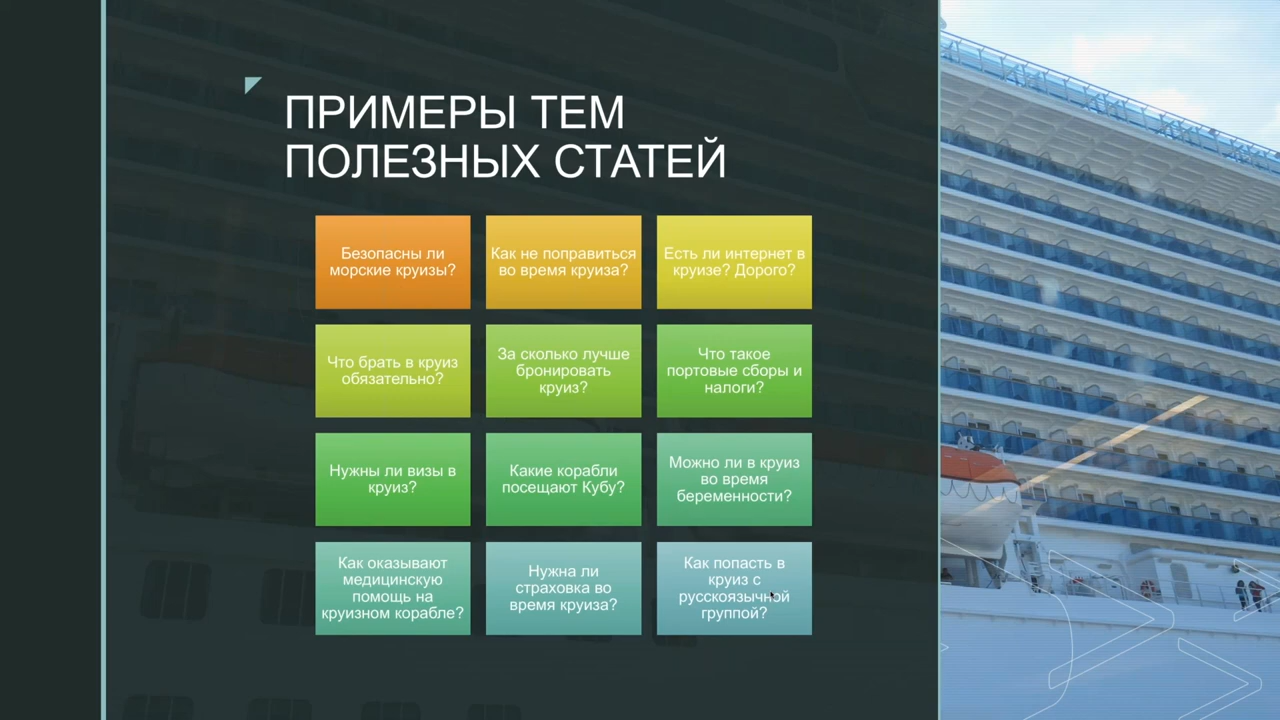 ПРИМЕРЫ ТЕМ
ПОЛЕЗНЫХ СТАТЕЙ
Безопасны ли
морские круизы?
Как не поправиться
во время круиза?
Есть ли интернет в
круизе? Дорого?
Что брать в круиз
обязательно?
За сколько лучше
бронировать
круиз?
Что такое
портовые сборы и
налоги?
Нужны ли визы в
круиз?
Какие корабли
посещают Кубу?
Можно ли в круиз
во время
беременности?
Как оказывают
медицинскую
помощь на
круизном корабле?
Нужна ли
страховка во
время круиза?
Как попасть в
круиз с
русскоязычной
группой?